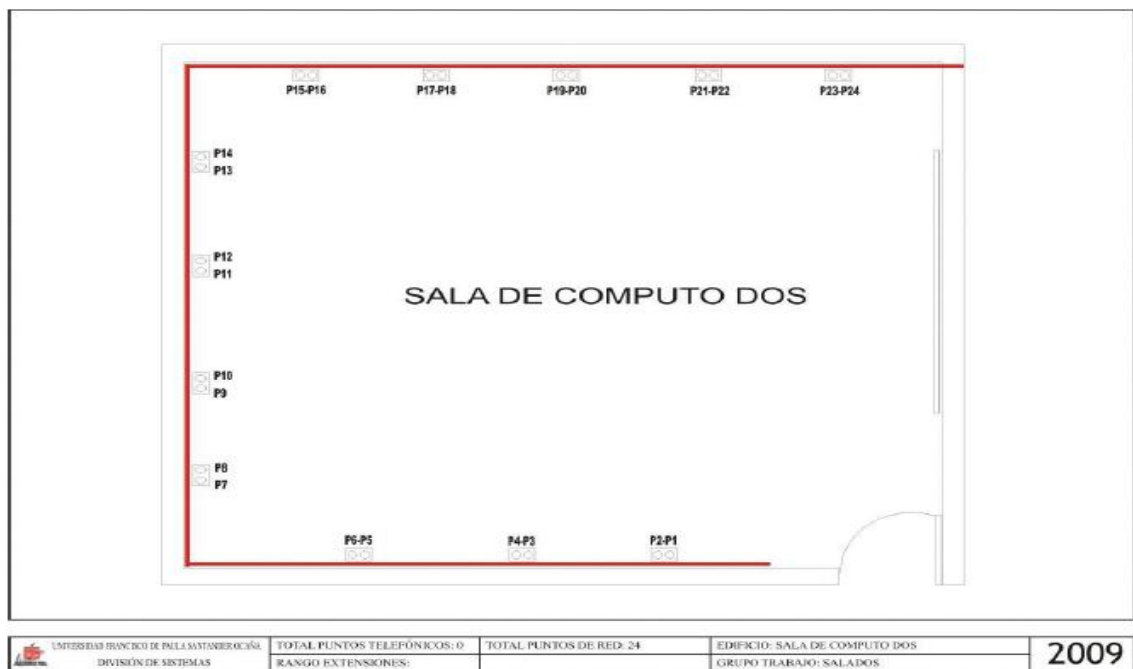 P15-P16 P17-P18 P19-P20 P21-P22 P23-P24
P14
P13
P12
P11
SALA DE COMPUTO DOS
P10
P9
P8
P7
P6-P5 P4-P3 P2-P1
UNIVERSIDAD FRANCISCO DE PAULA SANTANDER OCAÑA
DIVISIÓN DE SISTEMAS
TOTAL PUNTOS TELEFÓNICOS: 0
RANGO EXTENSIONES:
TOTAL PUNTOS DE RED: 24
EDIFICIO: SALA DE COMPUTO DOS
GRUPO TRABAJO: SALADOS
2009